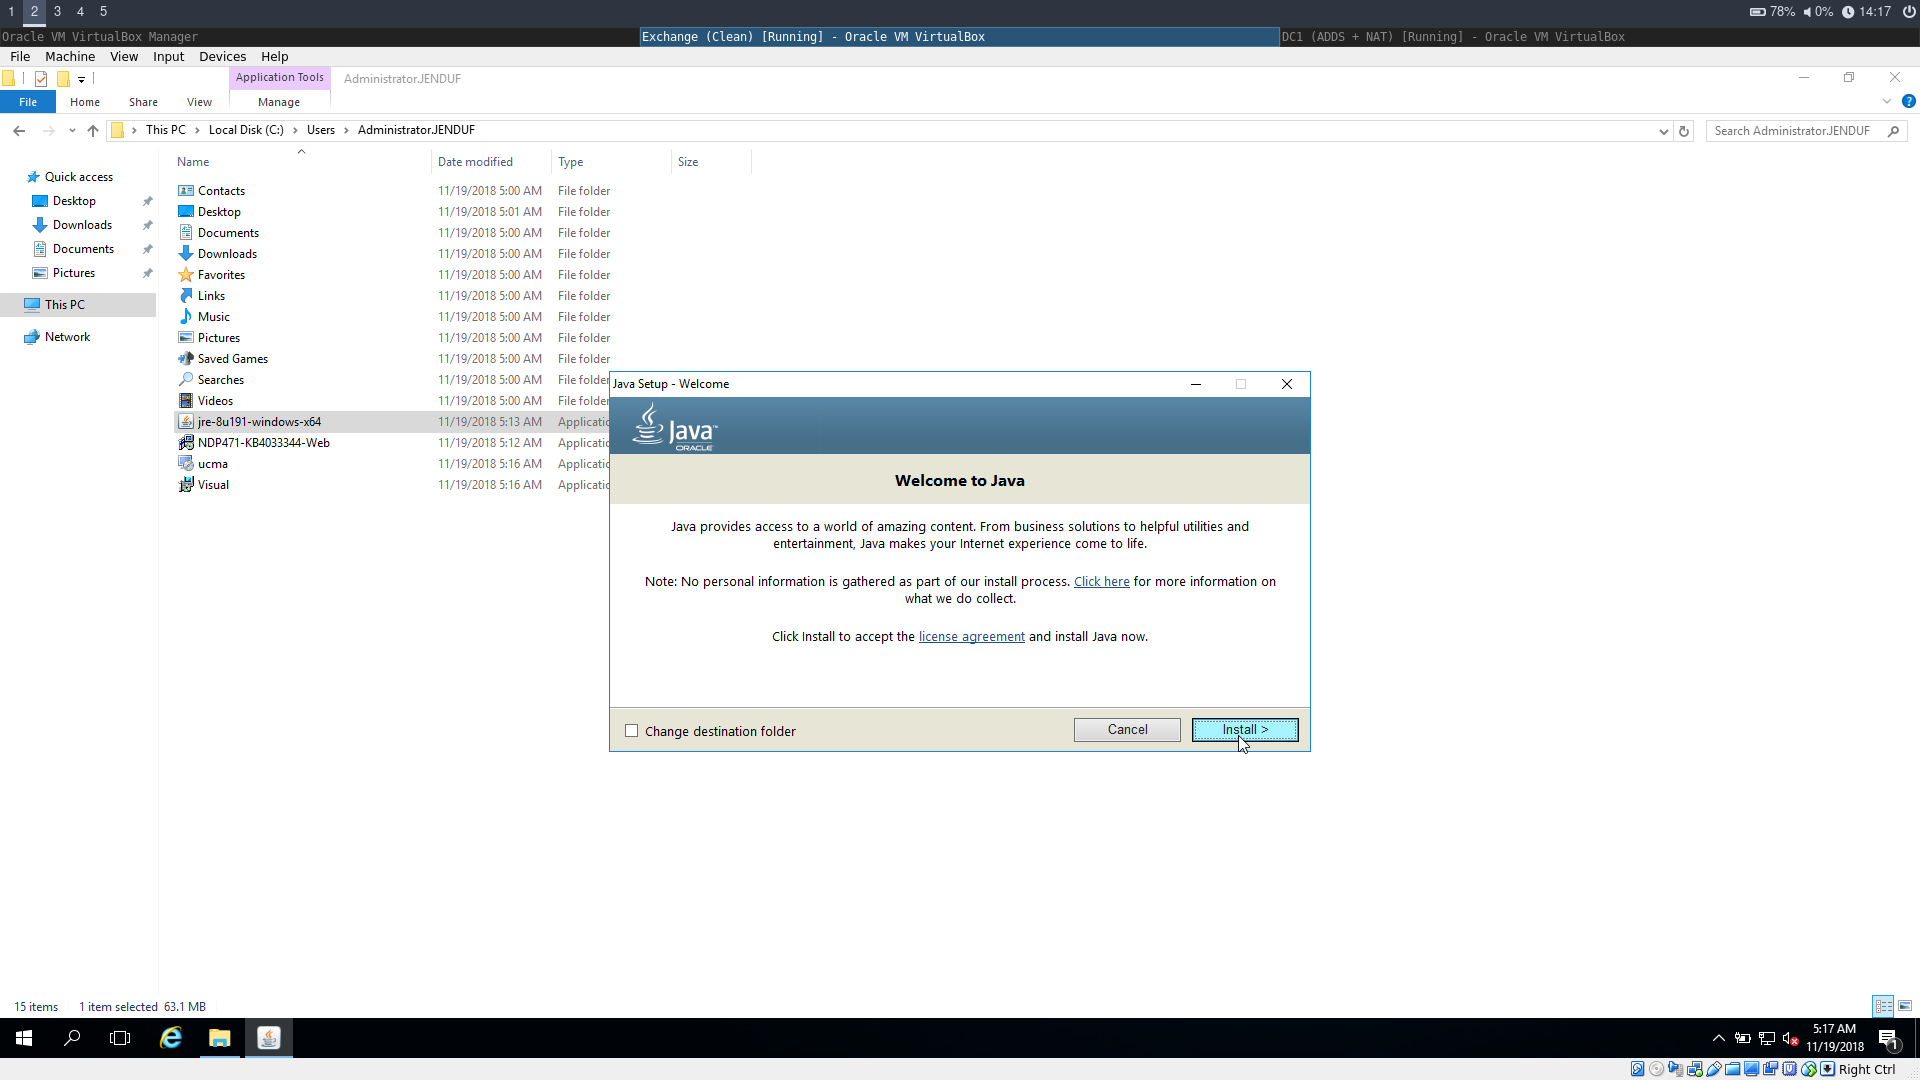 1 2 3 4 5 78% 0% 14:17
Oracle VM VirtualBox Manager Exchange (Clean) [Running] - Oracle VM VirtualBox DC1 (ADDS + NAT) [Running] - Oracle VM VirtualBox
File Machine View Input Devices Help
Application Tools Administrator.JENDUF
File Home Share View Manage
This PC Local Disk (C:) Users Administrator.JENDUF Search Administrator.JENDUF
Name Date modified Type Size
Quick access
Desktop
Downloads
Documents
Pictures
This PC
Network
Contacts 11/19/2018 5:00 AM File folder
Desktop 11/19/2018 5:01 AM File folder
Documents 11/19/2018 5:00 AM File folder
Downloads 11/19/2018 5:00 AM File folder
Favorites 11/19/2018 5:00 AM File folder
Links 11/19/2018 5:00 AM File folder
Music 11/19/2018 5:00 AM File folder
Pictures 11/19/2018 5:00 AM File folder
Saved Games 11/19/2018 5:00 AM File folder
Searches 11/19/2018 5:00 AM File folder
Videos 11/19/2018 5:00 AM File folder
jre-8u191-windows-x64 11/19/2018 5:13 AM Applicatio
NDP471-KB4033344-Web 11/19/2018 5:12 AM Applicatio
ucma 11/19/2018 5:16 AM Applicatio
Visual 11/19/2018 5:16 AM Applicatio
Java Setup - Welcome
Java
ORACLE
Welcome to Java
Java provides access to a world of amazing content. From business solutions to helpful utilities and
entertainment, Java makes your Internet experience come to life.
Note: No personal information is gathered as part of our install process. Click here for more information on
what we do collect.
Click Install to accept the license agreement and install Java now.
Change destination folder Cancel Install >
15 items 1 item selected 63.1 MB
5:17 AM
11/19/2018
1
Right Ctrl